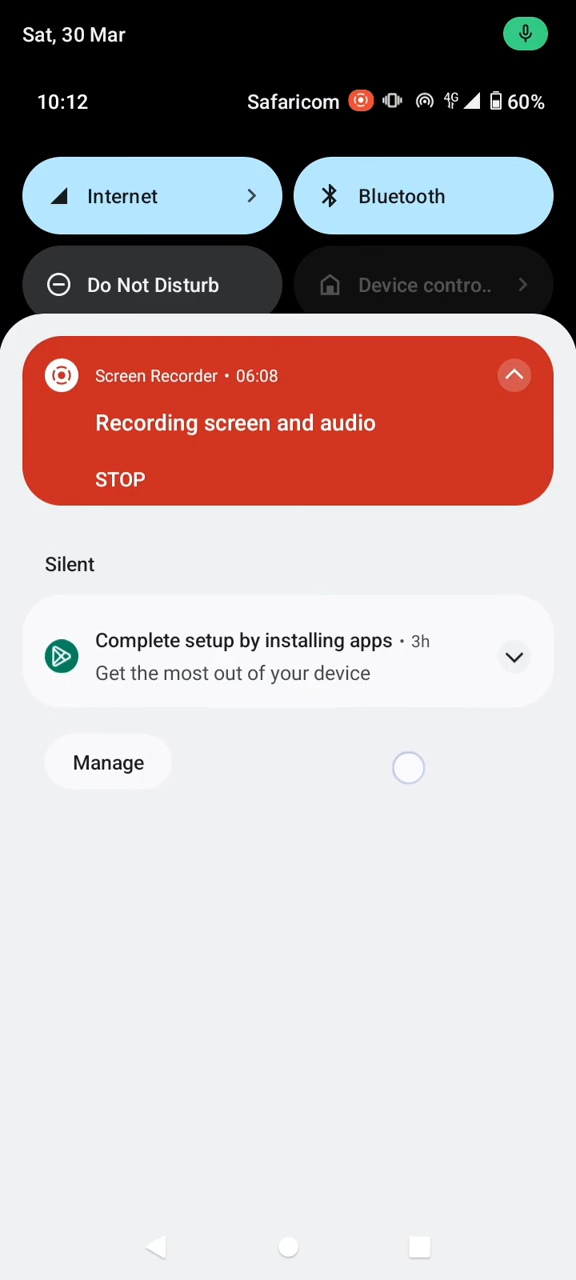 Sat, 30 Mar
10:12 Safaricom 4G 60%
Internet Bluetooth
Do Not Disturb Device contro..
Screen Recorder • 06:08
Recording screen and audio
STOP
Silent
Complete setup by installing apps • 3h
Get the most out of your device
Manage